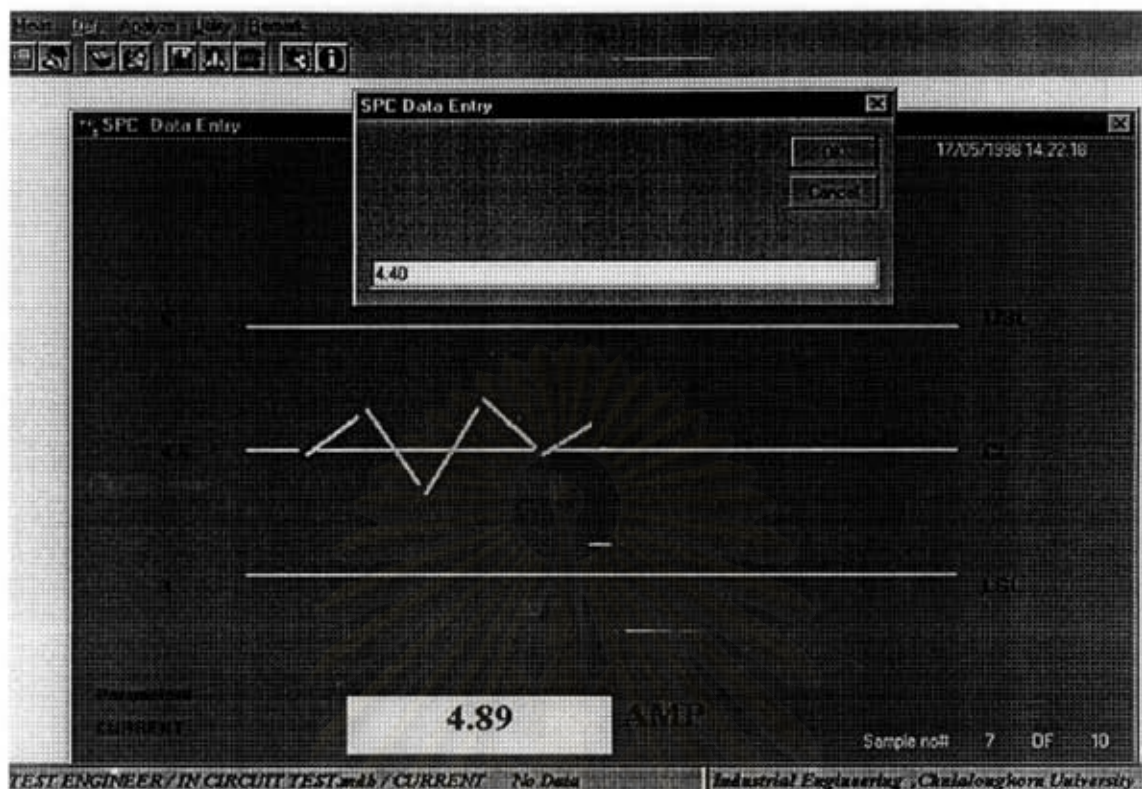 SPC Data Entry
SPC Data Entry
17/05/1998 14:22:18
Cancel
4.40
CL
Parameter
CURRENT
4.89 AMP
Sample no# 7 OF 10
TEST ENGINEER / IN CIRCUIT TEST.mdb / CURRENT No Data
Industrial Engineering ,Chulalongkorn University